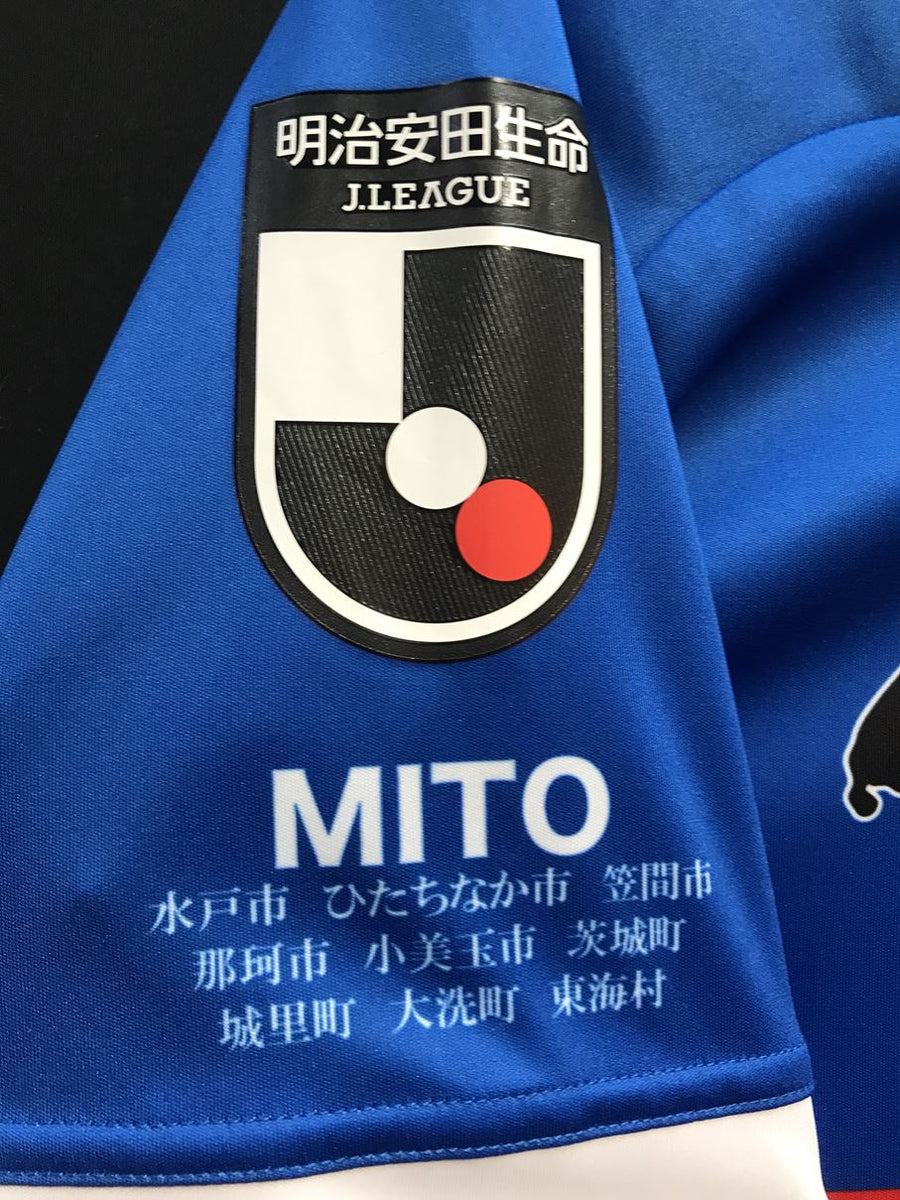 明治安田生命
J.LEAGUE
MITO
水戸市 ひたちなか市 笠間市
那珂市 小美玉市 茨城町
城里町 大洗町 東海村